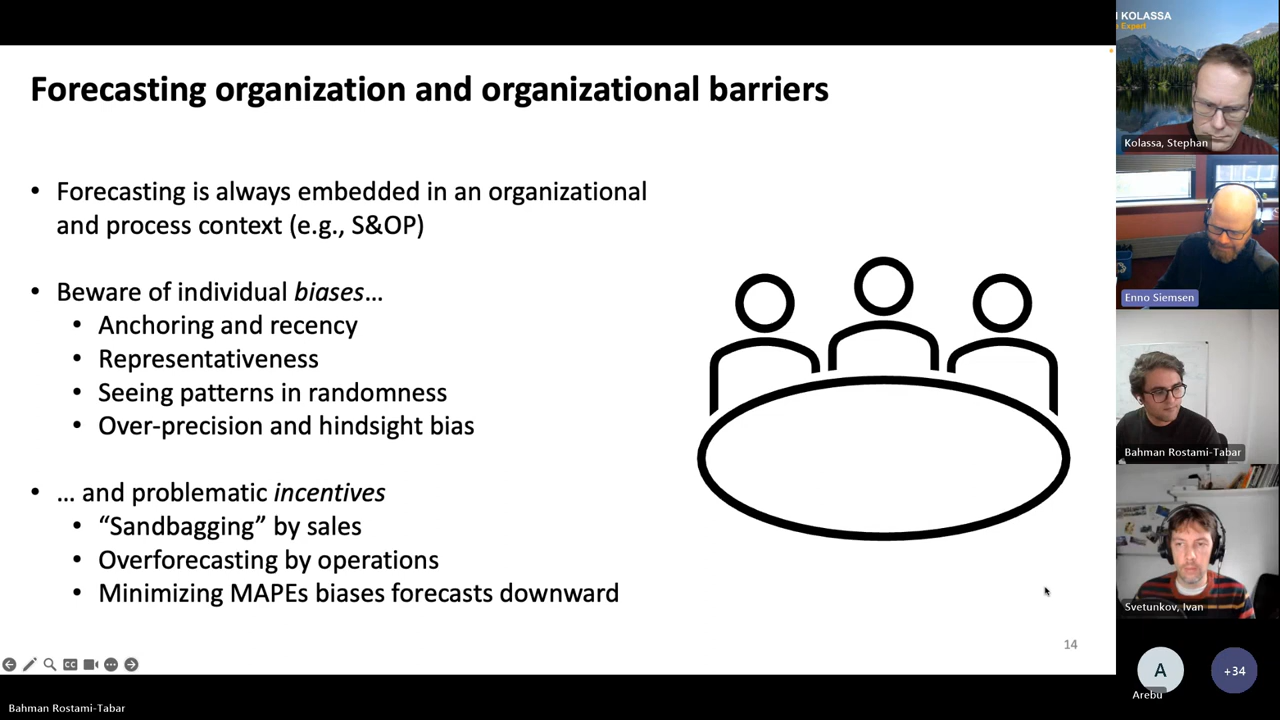 Forecasting organization and organizational barriers
• Forecasting is always embedded in an organizational
and process context (e.g., S&OP)
• Beware of individual biases…
• Anchoring and recency
• Representativeness
• Seeing patterns in randomness
• Over-precision and hindsight bias
• … and problematic incentives
• “Sandbagging” by sales
• Overforecasting by operations
• Minimizing MAPEs biases forecasts downward
14
CC
Bahman Rostami-Tabar
KOLASSA
Expert
Kolassa, Stephan
Enno Siemsen
Bahman Rostami-Tabar
Svetunkov, Ivan
A
Arebu
+34